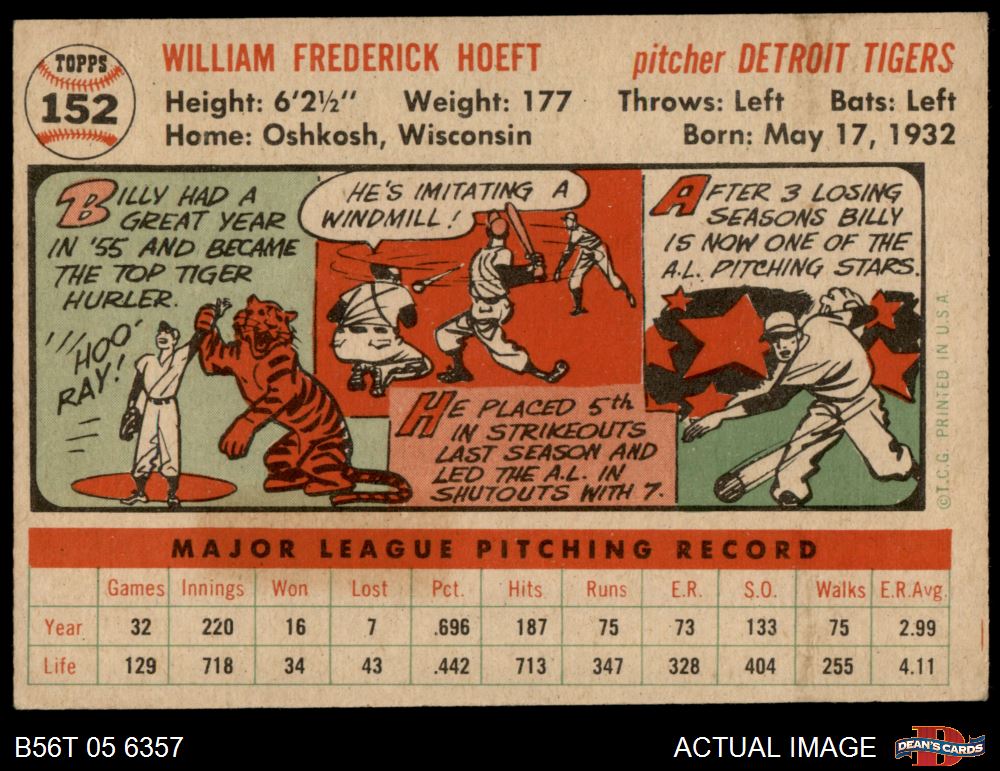 TOPPS
152
WILLIAM FREDERICK HOEFT
pitcher DETROIT TIGERS
Height: 6'2½" Weight: 177 Throws: Left Bats: Left
Home: Oshkosh, Wisconsin Born: May 17, 1932
BILLY HAD A
GREAT YEAR
IN '55 AND BECAME
THE TOP TIGER
HURLER.
HOO
RAY!
HE'S IMITATING A
WINDMILL!
HE PLACED 5th
IN STRIKEOUTS
LAST SEASON AND
LED THE A.L. IN
SHUTOUTS WITH 7.
AFTER 3 LOSING
SEASONS BILLY
IS NOW ONE OF THE
A.L. PITCHING STARS.
©T.C.G. PRINTED IN U.S.A.
MAJOR LEAGUE PITCHING RECORD
Games Innings Won Lost Pct. Hits Runs E.R. S.O. Walks E.R.Avg.
Year 32 220 16 7 .696 187 75 73 133 75 2.99
Life 129 718 34 43 .442 713 347 328 404 255 4.11
B56T 05 6357
ACTUAL IMAGE
D
DEAN'S CARDS